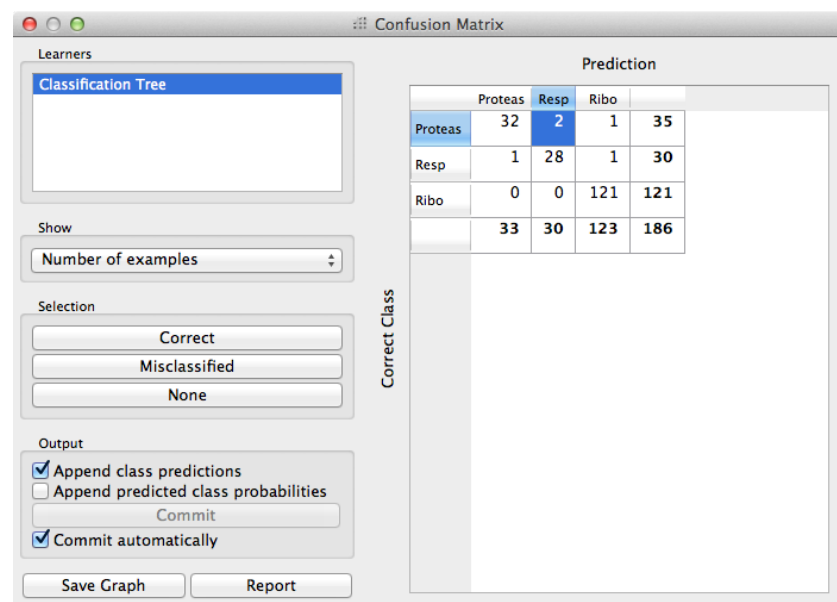 Confusion Matrix
Learners
Classification Tree
Show
Number of examples
Selection
Correct
Misclassified
None
Output
Append class predictions
Append predicted class probabilities
Commit
Commit automatically
Save Graph Report
Prediction
Correct Class
Proteas Resp Ribo
Proteas 32 2 1 35
Resp 1 28 1 30
Ribo 0 0 121 121
33 30 123 186